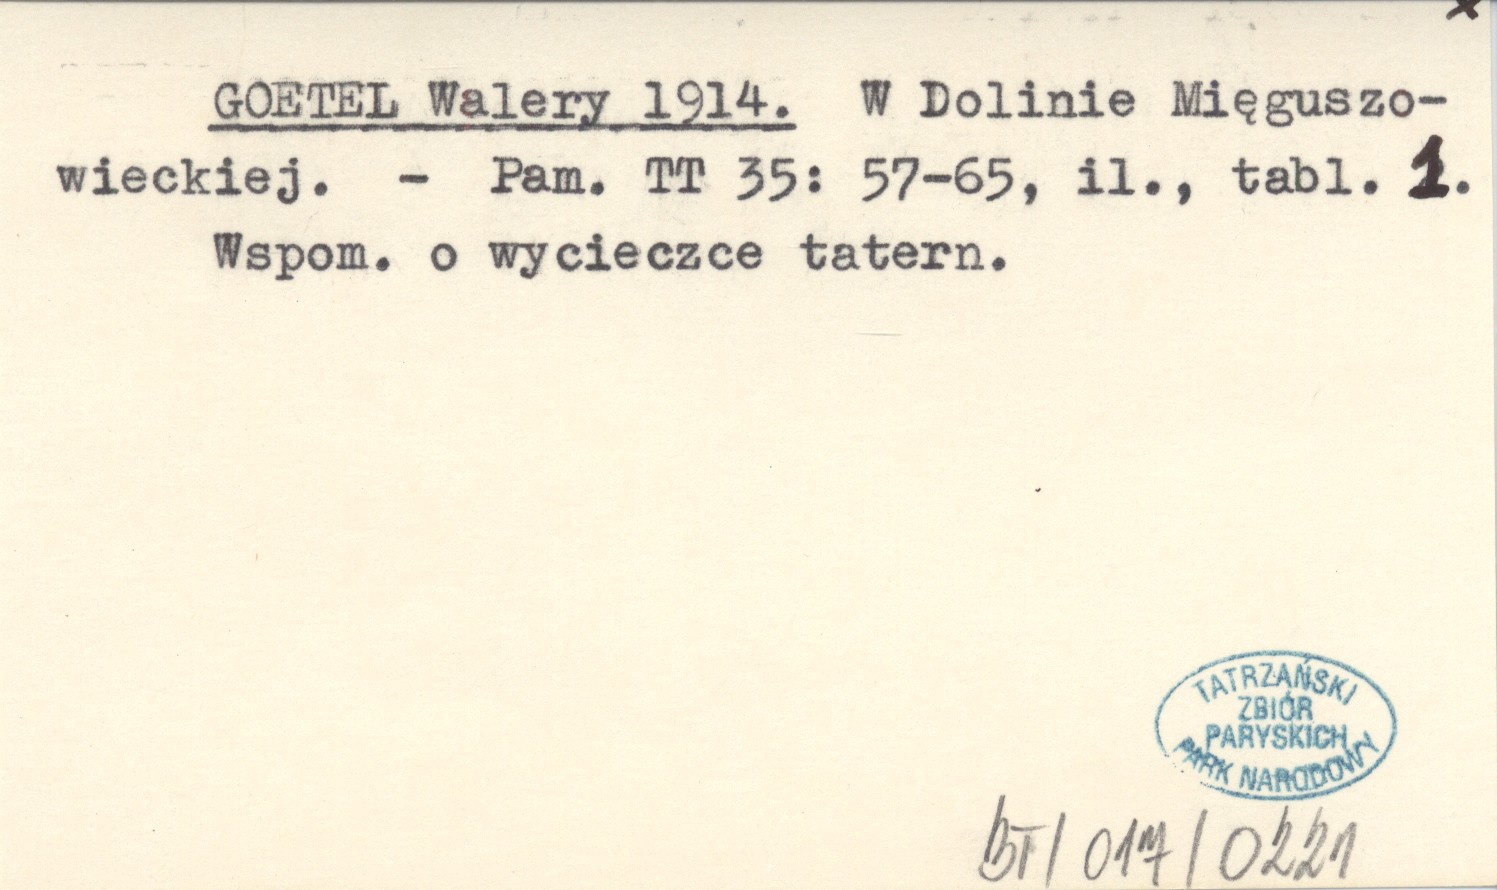 x
GOETEL Walery 1914. W Dolinie Mięguszo-
wieckiej. - Pam. TT 35: 57-65, il., tabl. 1.
Wspom. o wycieczce tatern.
TATRZAŃSKI
ZBIÓR
PARYSKICH
PARK NARODOWY
BT/017/0221